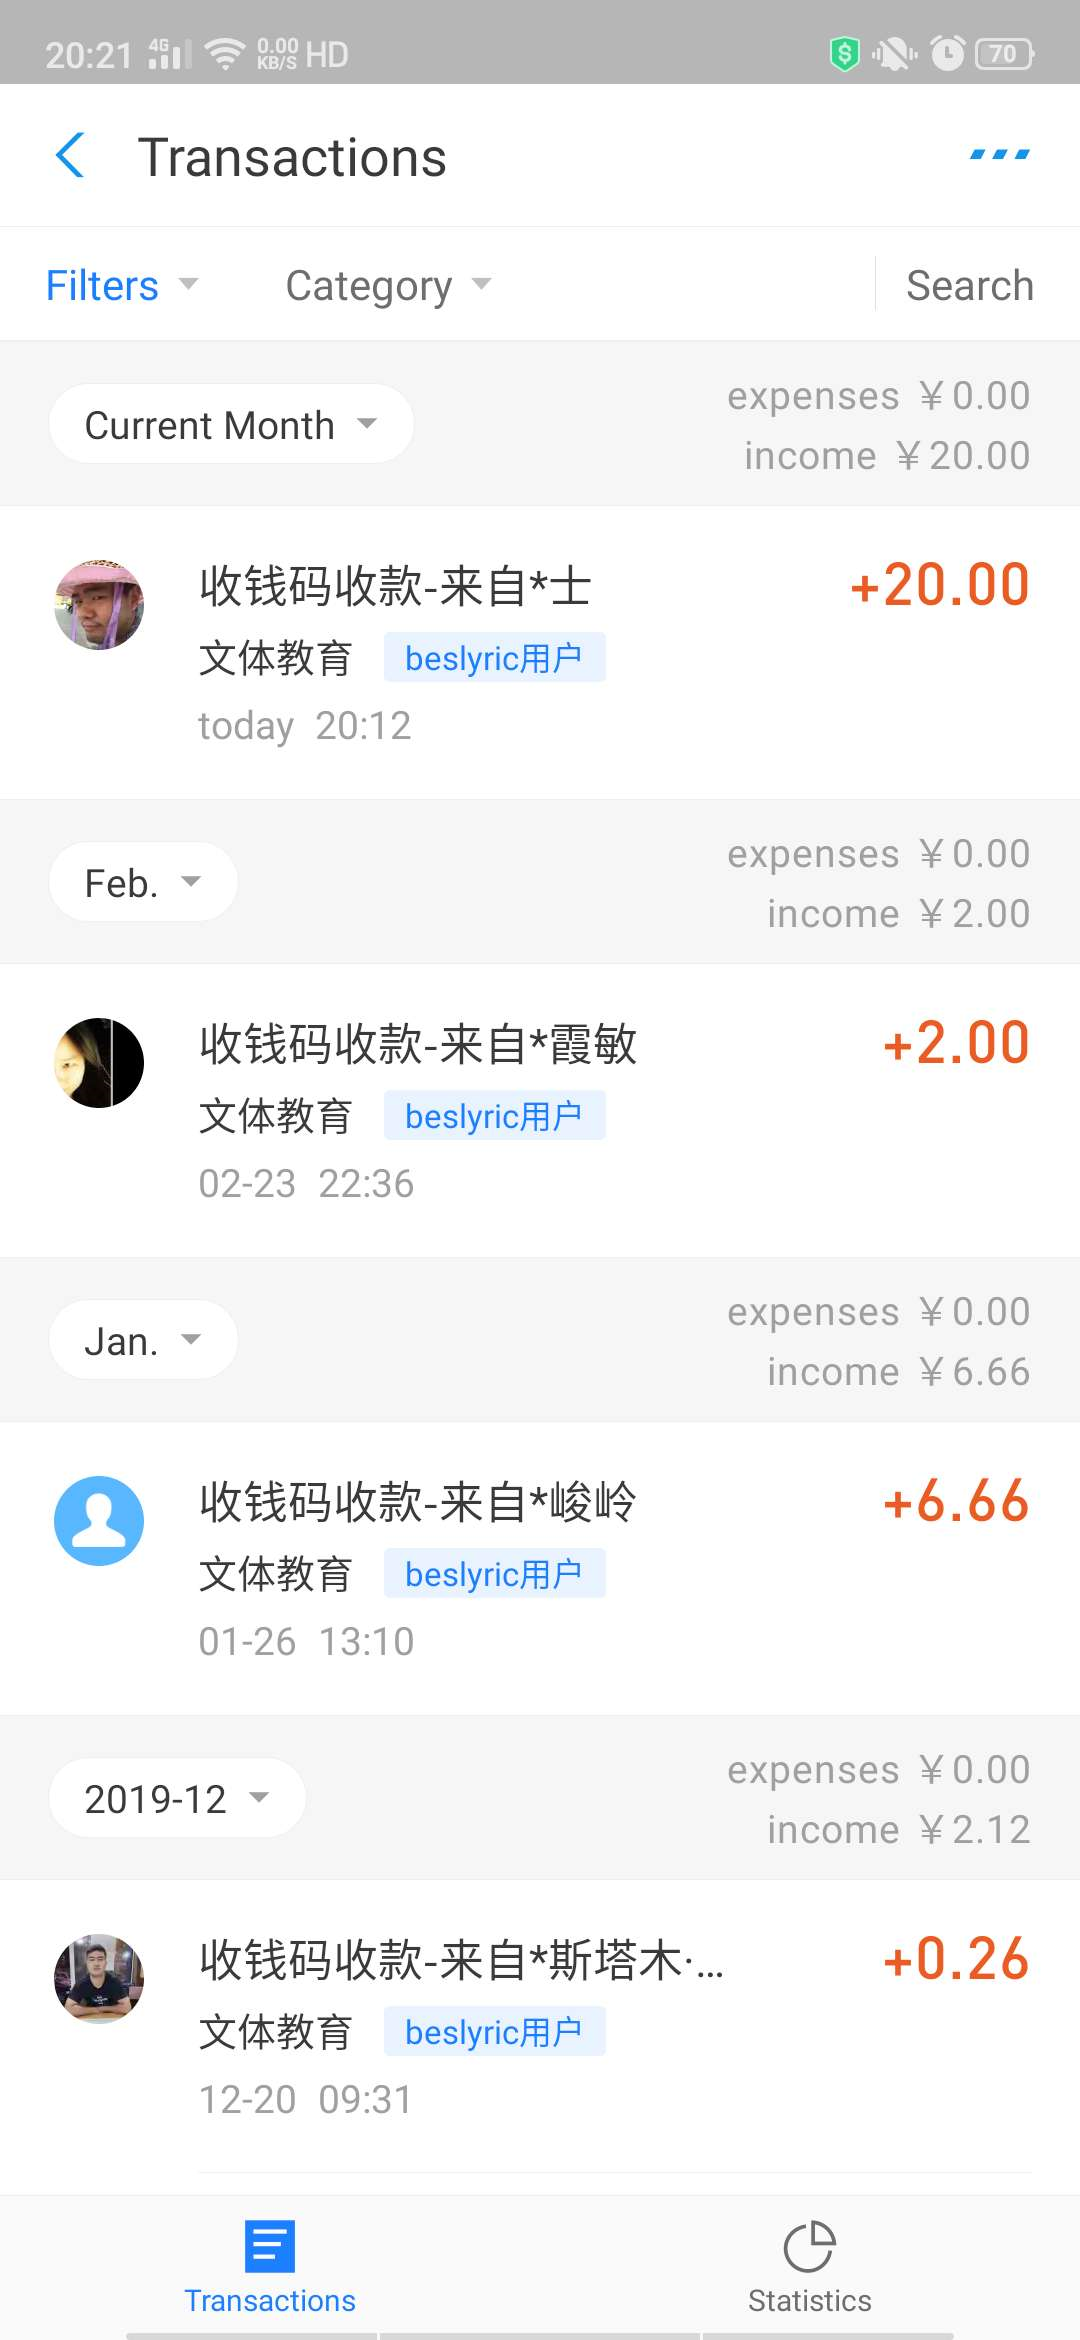 20:21 4G 0.00 KB/S HD 70
Transactions
Filters Category Search
Current Month
expenses ¥0.00
income ¥20.00
收钱码收款-来自*士 +20.00
文体教育 beslyric用户
today 20:12
Feb.
expenses ¥0.00
income ¥2.00
收钱码收款-来自*霞敏 +2.00
文体教育 beslyric用户
02-23 22:36
Jan.
expenses ¥0.00
income ¥6.66
收钱码收款-来自*峻岭 +6.66
文体教育 beslyric用户
01-26 13:10
2019-12
expenses ¥0.00
income ¥2.12
收钱码收款-来自*斯塔木·... +0.26
文体教育 beslyric用户
12-20 09:31
Transactions Statistics